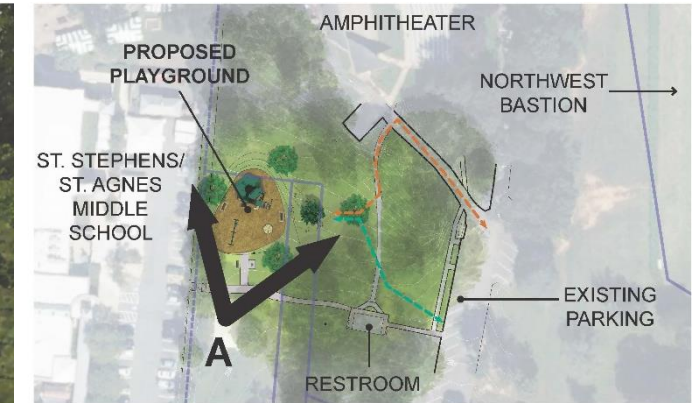 AMPHITHEATER
PROPOSED
PLAYGROUND
NORTHWEST
BASTION
ST. STEPHENS/
ST. AGNES
MIDDLE
SCHOOL
EXISTING
PARKING
A
RESTROOM